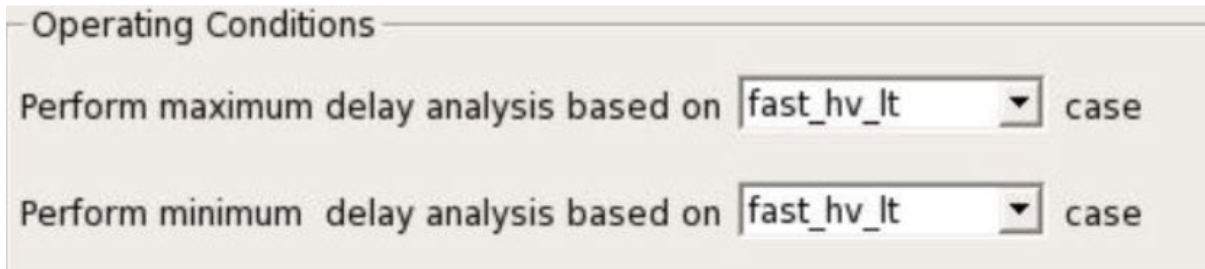 Operating Conditions
Perform maximum delay analysis based on fast_hv_lt case
Perform minimum delay analysis based on fast_hv_lt case